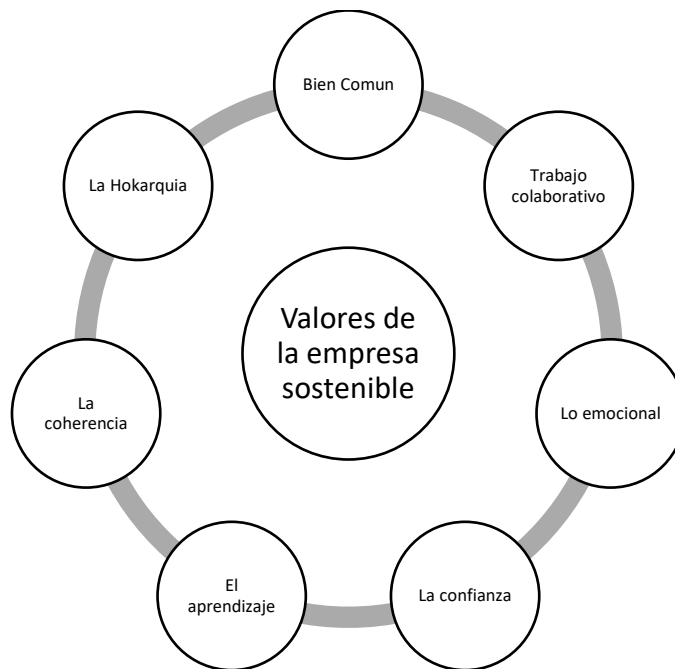 Bien Comun
Trabajo
colaborativo
Lo emocional
La confianza
El
aprendizaje
La
coherencia
La Hokarquia
Valores de
la empresa
sostenible